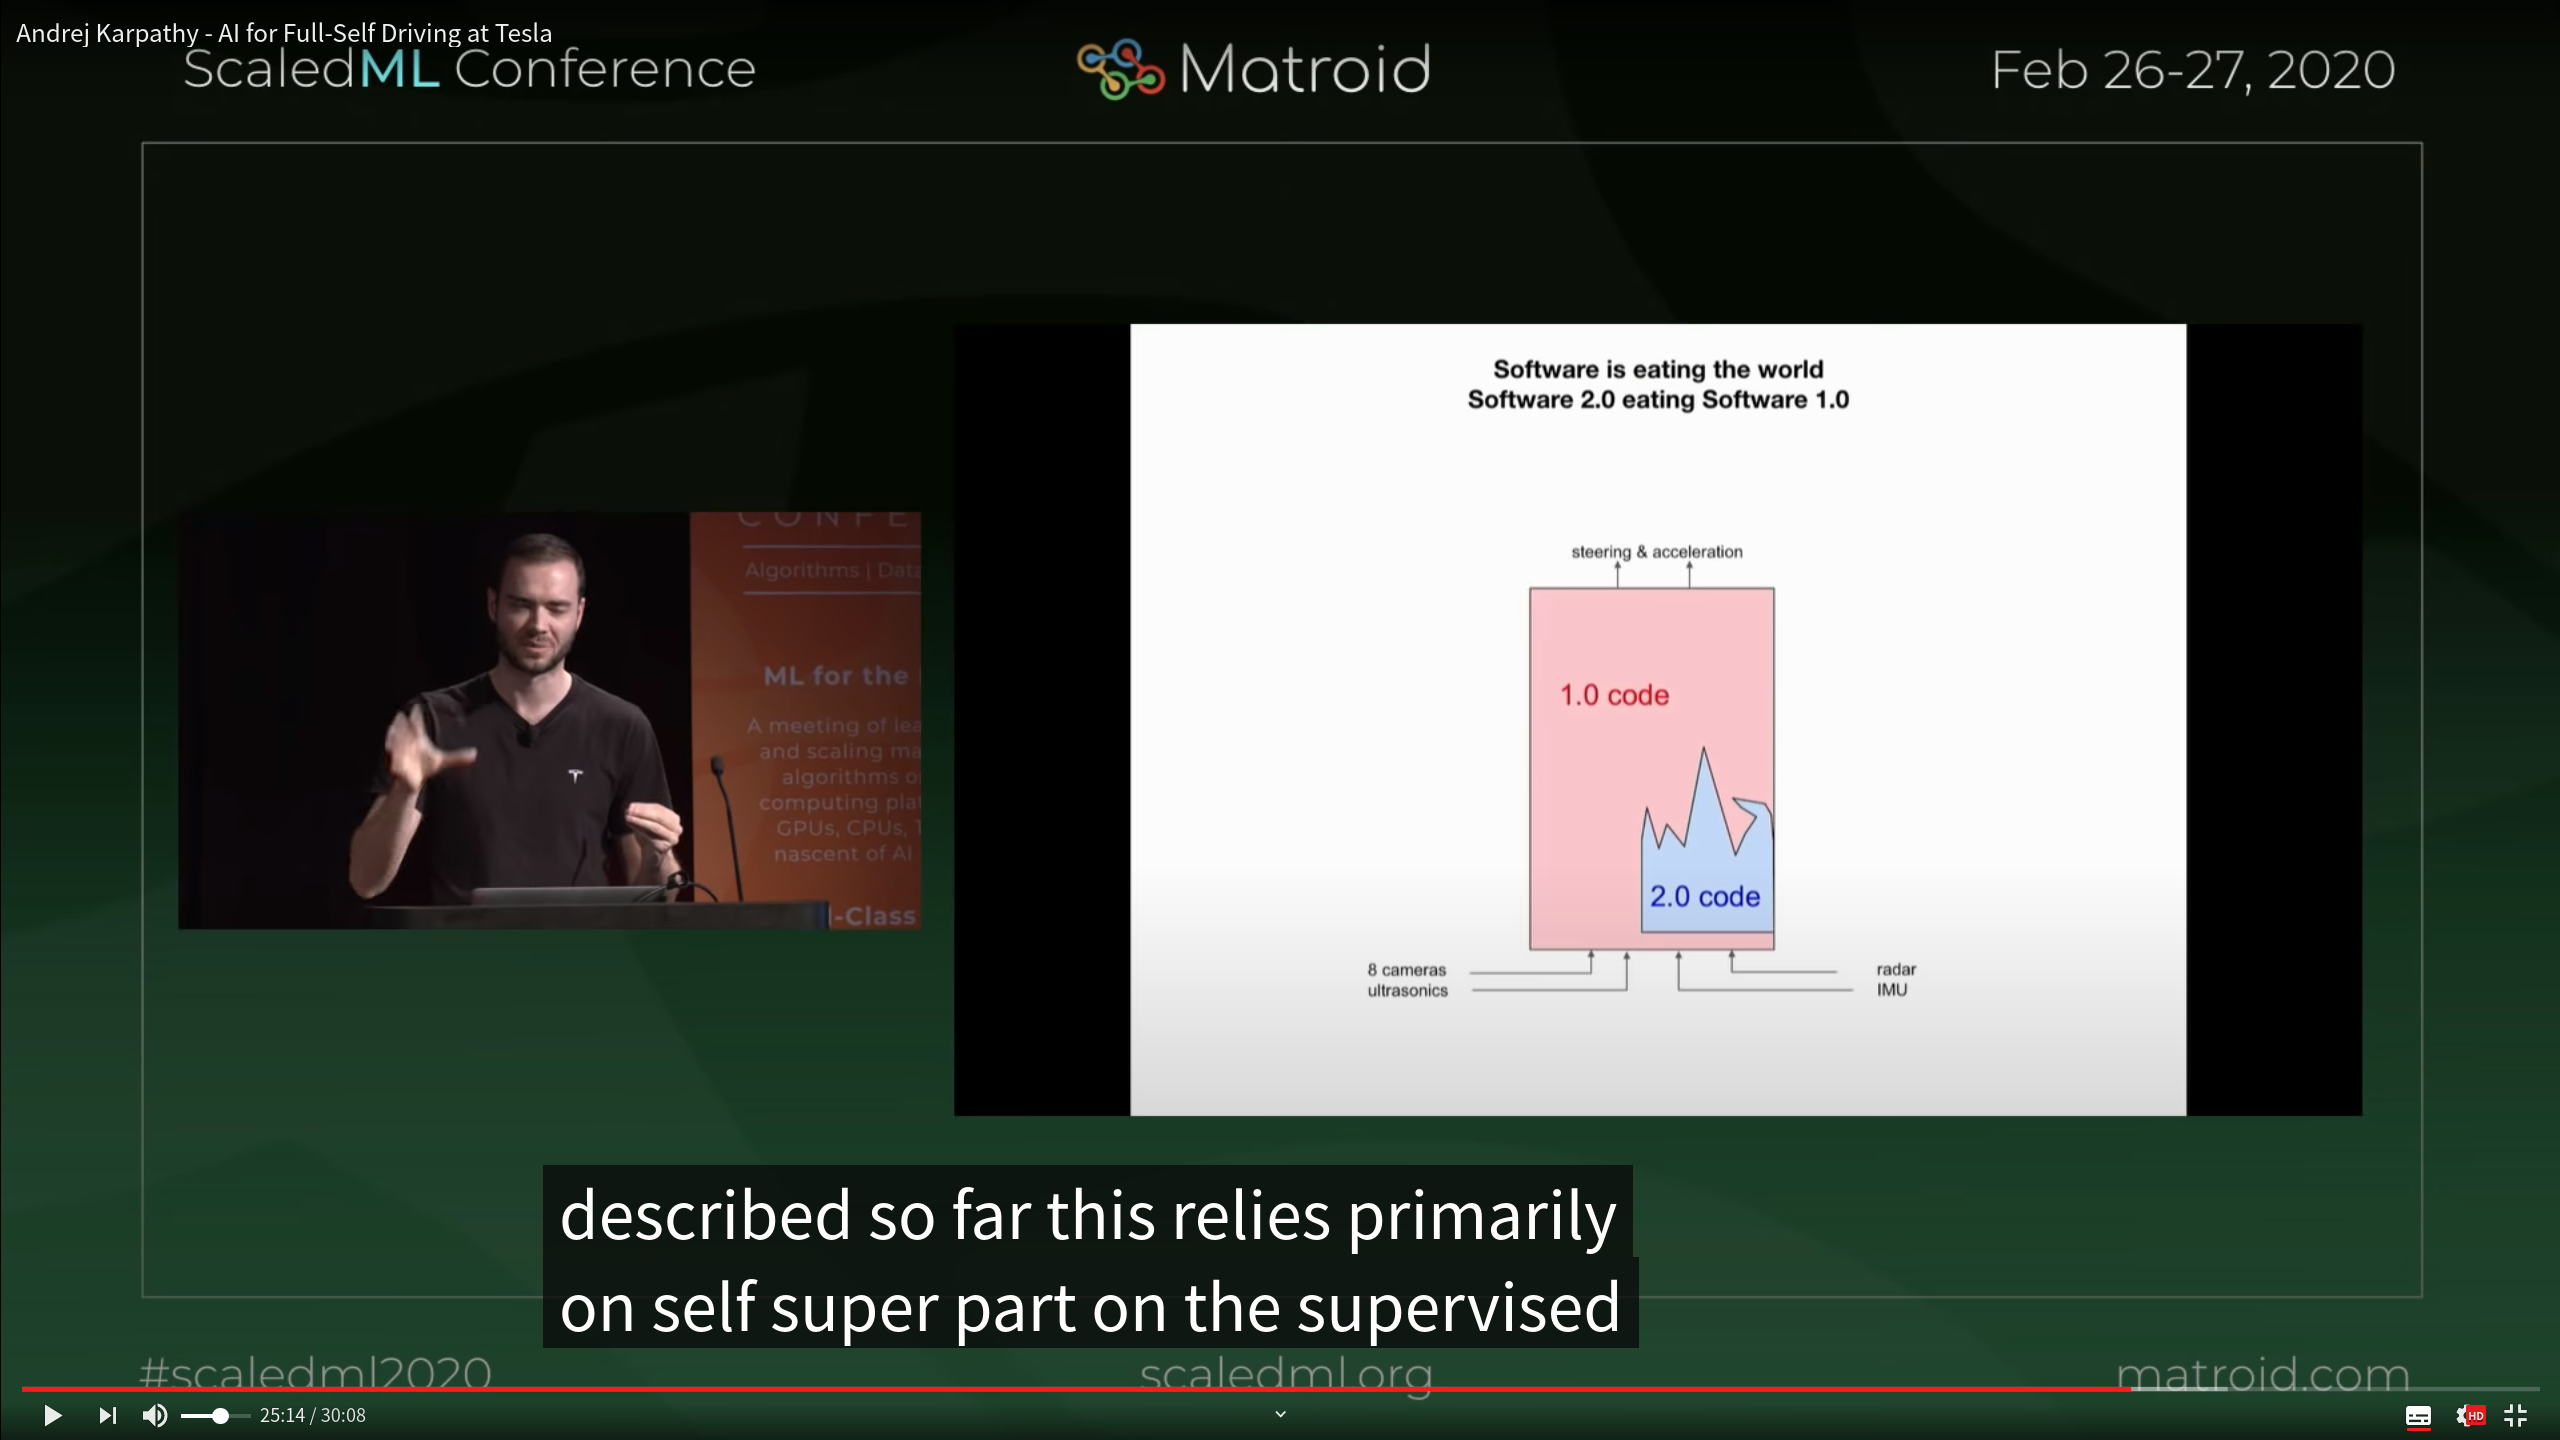 Andrej Karpathy - AI for Full-Self Driving at Tesla
ScaledML Conference
Matroid
Feb 26-27, 2020
Software is eating the world
Software 2.0 eating Software 1.0
steering & acceleration
1.0 code
2.0 code
8 cameras
ultrasonics
radar
IMU
CONFE
Algorithms | Data
ML for the
A meeting of lea
and scaling ma
algorithms o
computing plat
GPUs, CPUs,
nascent of AI
-Class
described so far this relies primarily
on self super part on the supervised
#scaledml2020
scaledml.org
matroid.com
25:14 / 30:08
HD